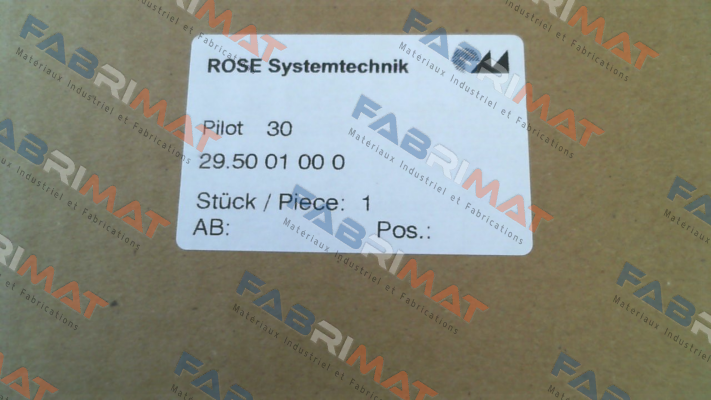 ROSE Systemtechnik
Pilot 30
29.50 01 00 0
Stück / Piece: 1
AB: Pos.:
FABRIMAT
Materiaux Industriel et Fabrications